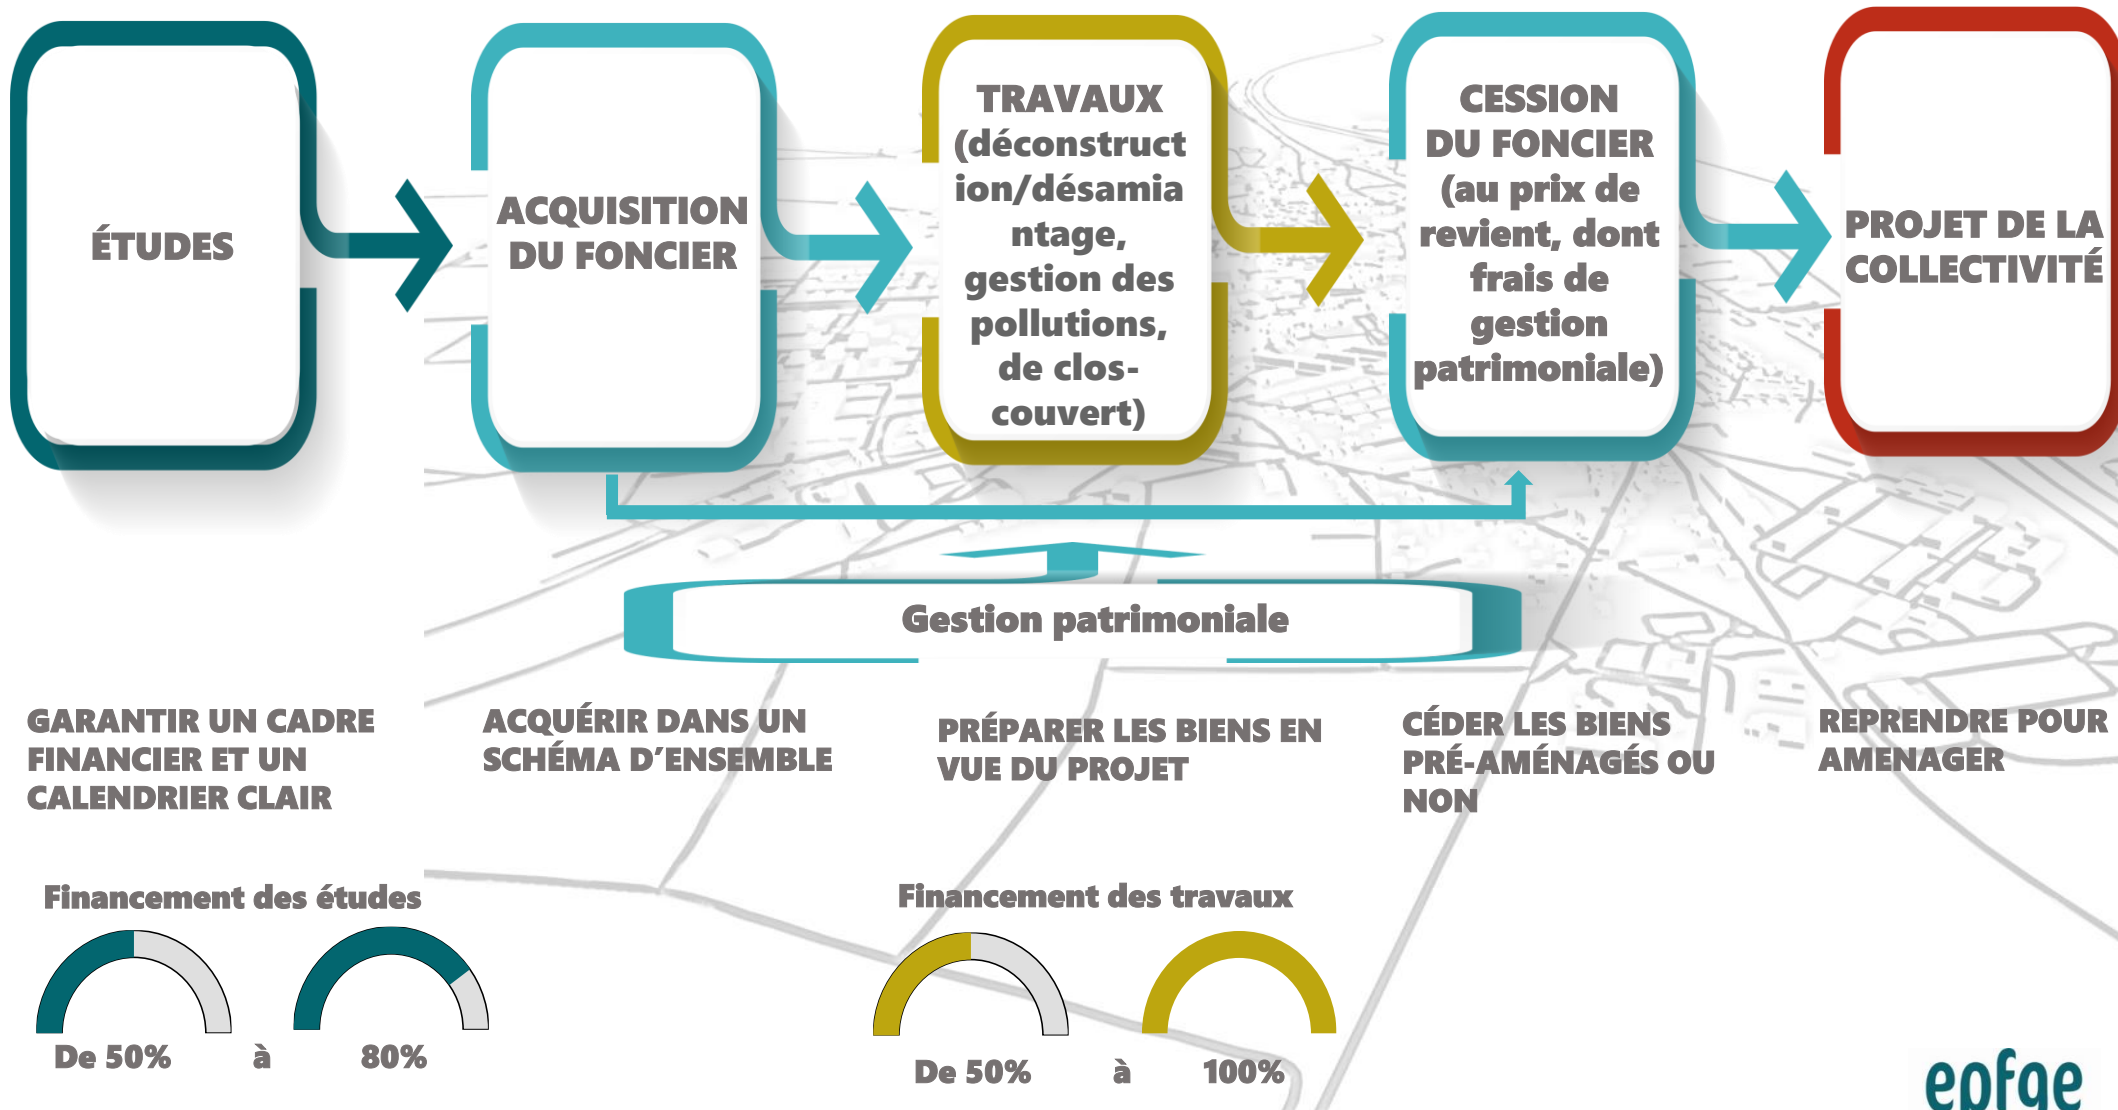 ÉTUDES
ACQUISITION
DU FONCIER
TRAVAUX
(déconstruct
ion/désamia
ntage,
gestion des
pollutions,
de clos-
couvert)
CESSION
DU FONCIER
(au prix de
revient, dont
frais de
gestion
patrimoniale)
PROJET DE LA
COLLECTIVITÉ
Gestion patrimoniale
GARANTIR UN CADRE
FINANCIER ET UN
CALENDRIER CLAIR
ACQUÉRIR DANS UN
SCHÉMA D’ENSEMBLE
PRÉPARER LES BIENS EN
VUE DU PROJET
CÉDER LES BIENS
PRÉ-AMÉNAGÉS OU
NON
REPRENDRE POUR
AMENAGER
Financement des études
De 50% à 80%
Financement des travaux
De 50% à 100%
epfge